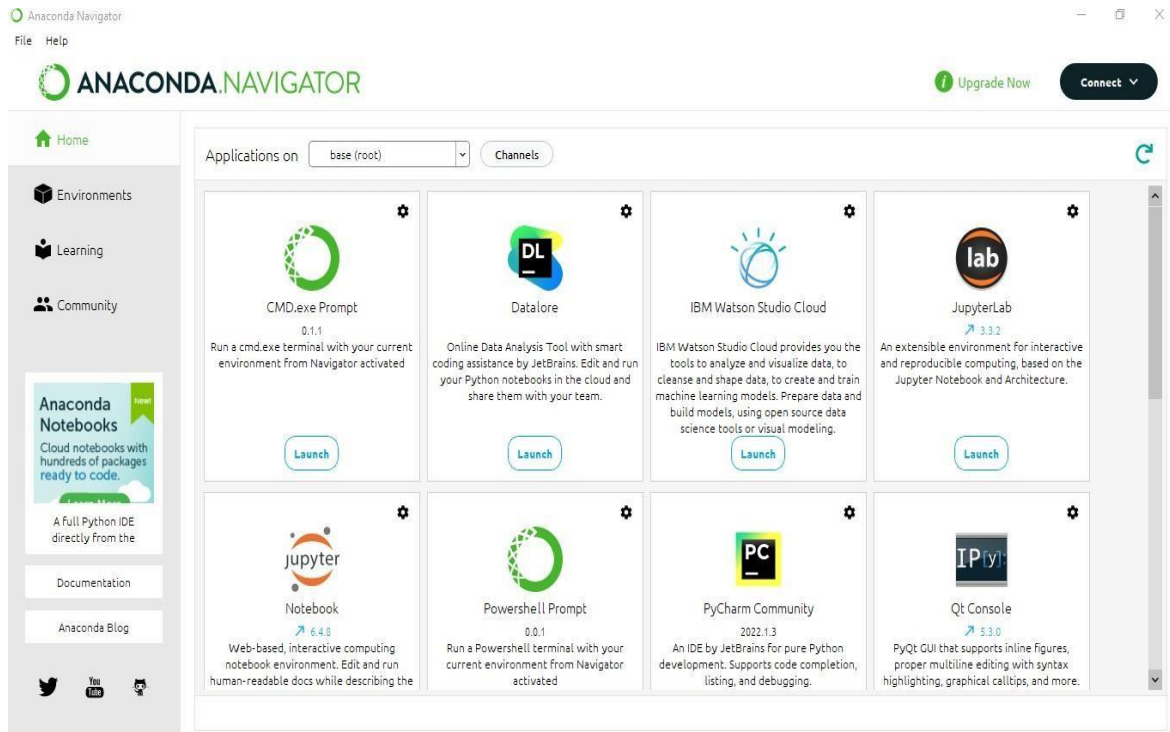 Anaconda Navigator
File Help
ANACONDA.NAVIGATOR
Upgrade Now
Connect
Home
Environments
Learning
Community
Applications on
base (root)
Channels
CMD.exe Prompt
0.1.1
Run a cmd.exe terminal with your current
environment from Navigator activated
Launch
DL
Datalore
Online Data Analysis Tool with smart
coding assistance by JetBrains. Edit and run
your Python notebooks in the cloud and
share them with your team.
Launch
IBM Watson Studio Cloud
IBM Watson Studio Cloud provides you the
tools to analyze and visualize data, to
cleanse and shape data, to create and train
machine learning models. Prepare data and
build models, using open source data
science tools or visual modeling.
Launch
lab
JupyterLab
3.3.2
An extensible environment for interactive
and reproducible computing, based on the
Jupyter Notebook and Architecture.
Launch
jupyter
Notebook
6.4.8
Web-based, interactive computing
notebook environment. Edit and run
human-readable docs while describing the
Powershell Prompt
0.0.1
Run a Powershell terminal with your
current environment from Navigator
activated
PC
PyCharm Community
2022.1.3
An IDE by JetBrains for pure Python
development. Supports code completion,
listing, and debugging.
IP[y]:
Qt Console
5.3.0
PyQt GUI that supports inline figures,
proper multiline editing with syntax
highlighting, graphical calltips, and more.
Anaconda
Notebooks
New!
Cloud notebooks with
hundreds of packages
ready to code.
Learn More
A full Python IDE
directly from the
Documentation
Anaconda Blog
You
Tube